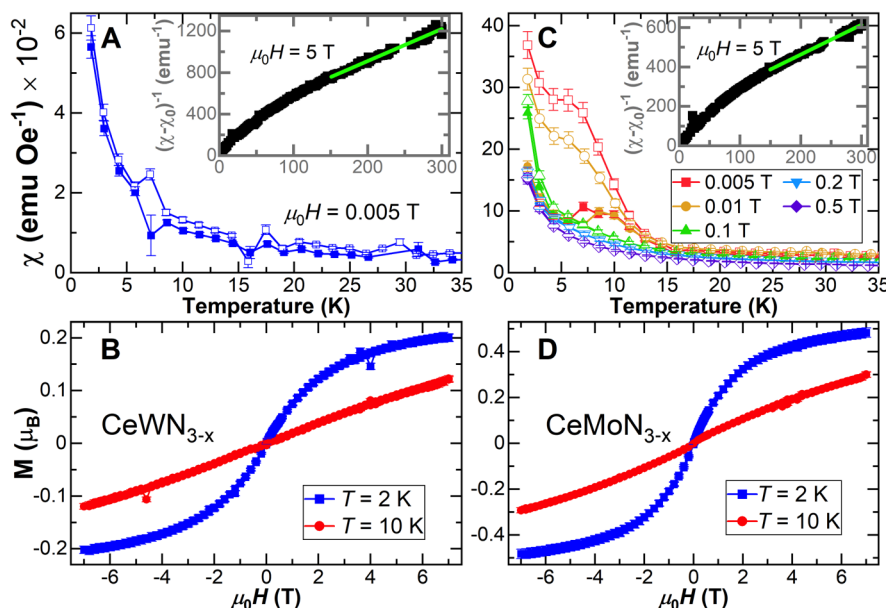 A
μ₀H = 5 T
(χ-χ₀)⁻¹ (emu⁻¹)
1200
800
400
0
0 100 200 300
χ (emu Oe⁻¹) × 10⁻²
6
4
2
0
μ₀H = 0.005 T
0 5 10 15 20 25 30 35
Temperature (K)
C
μ₀H = 5 T
(χ-χ₀)⁻¹ (emu⁻¹)
600
400
200
0
0 100 200 300
40
30
20
10
0
0.005 T 0.2 T
0.01 T 0.5 T
0.1 T
0 5 10 15 20 25 30 35
Temperature (K)
B
CeWN₃₋ₓ
M (μB)
0.2
0.1
0
-0.1
-0.2
T = 2 K
T = 10 K
-6 -4 -2 0 2 4 6
μ₀H (T)
D
CeMoN₃₋ₓ
0.4
0.2
0
-0.2
-0.4
T = 2 K
T = 10 K
-6 -4 -2 0 2 4 6
μ₀H (T)